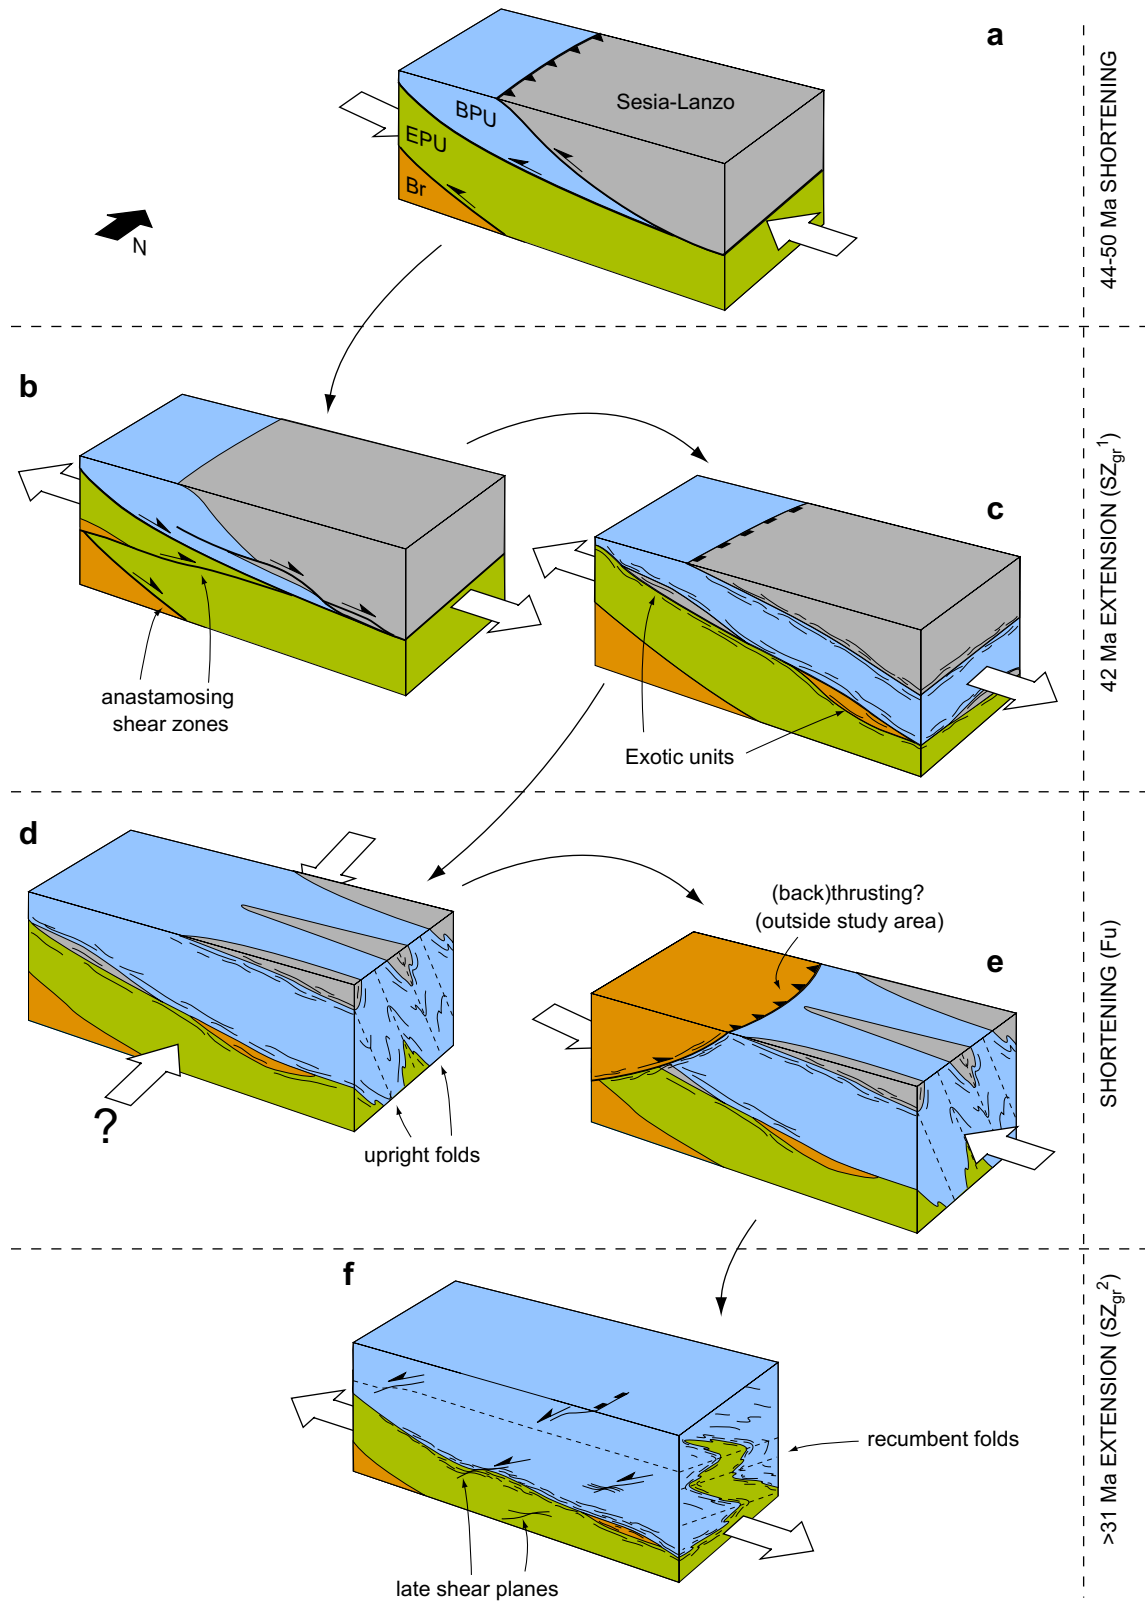 a
Sesia-Lanzo
BPU
EPU
Br
N
44-50 Ma SHORTENING
b
anastamosing
shear zones
c
Exotic units
42 Ma EXTENSION (SZgr1)
d
?
upright folds
(back)thrusting?
(outside study area)
e
SHORTENING (Fu)
f
recumbent folds
late shear planes
>31 Ma EXTENSION (SZgr2)